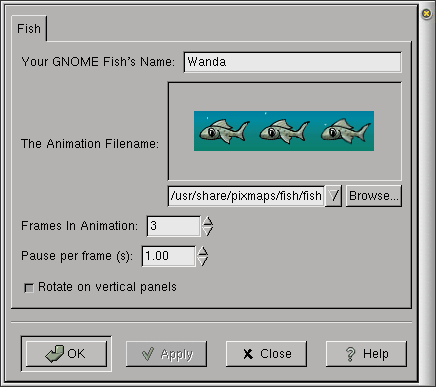 Fish
Your GNOME Fish's Name: Wanda
The Animation Filename:
/usr/share/pixmaps/fish/fish Browse...
Frames In Animation: 3
Pause per frame (s): 1.00
Rotate on vertical panels
OK Apply Close Help